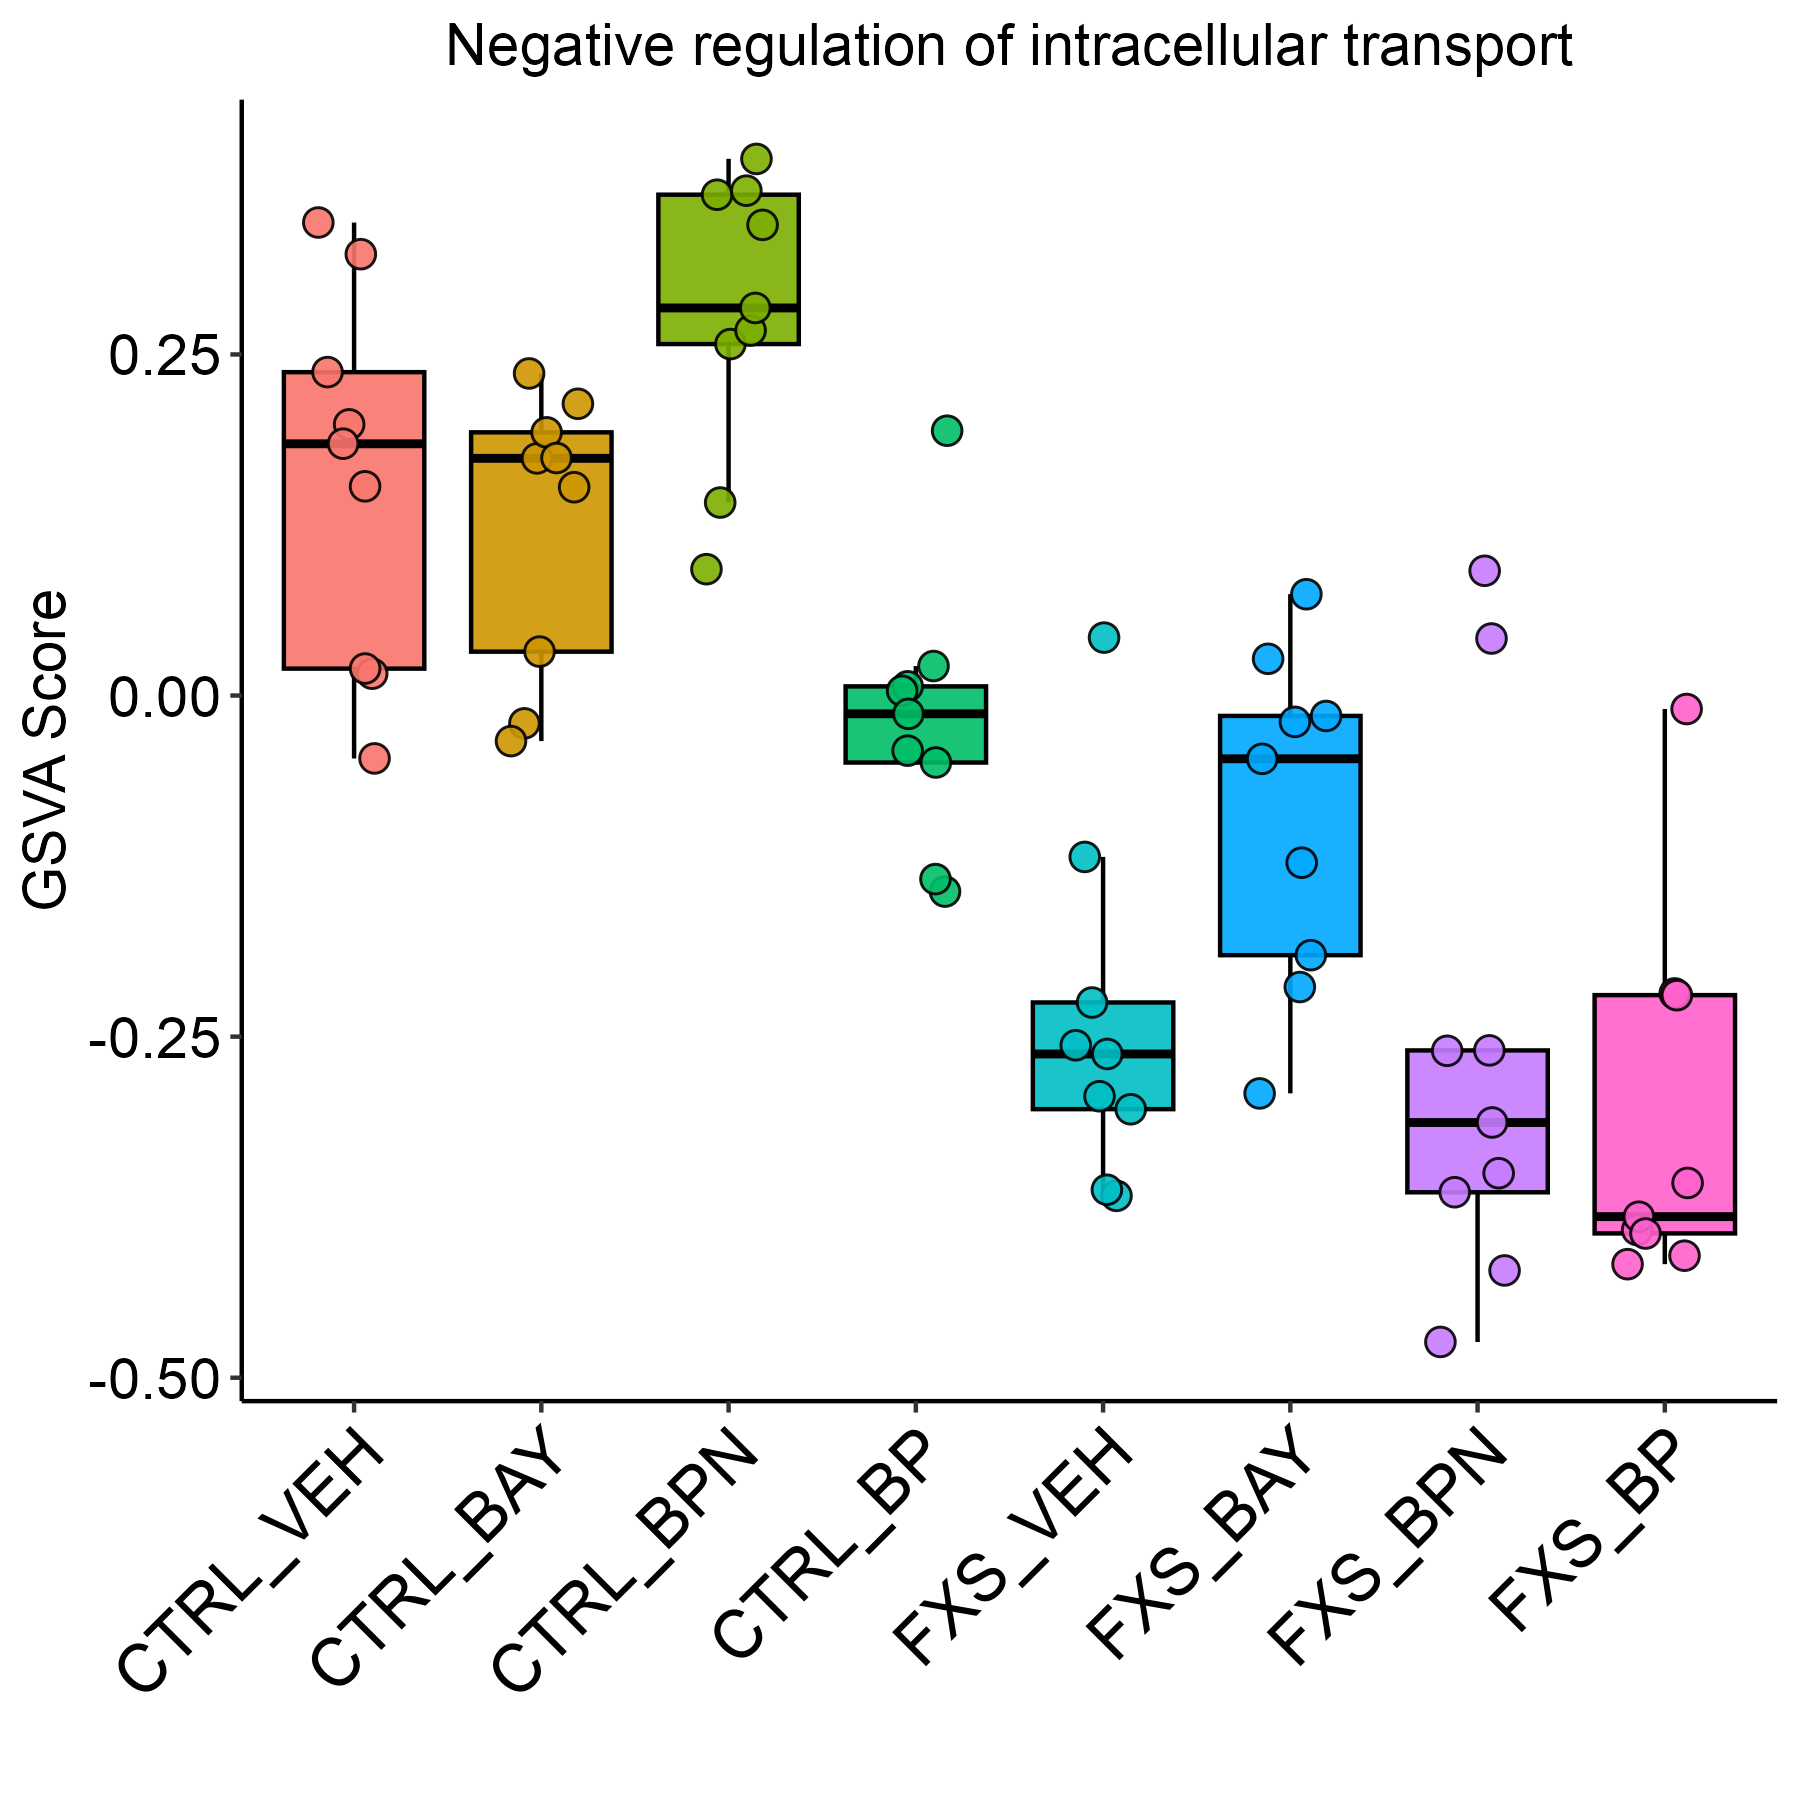 Negative regulation of intracellular transport
GSVA Score
0.25
0.00
-0.25
-0.50
CTRL_VEH
CTRL_BAY
CTRL_BPN
CTRL_BP
FXS_VEH
FXS_BAY
FXS_BPN
FXS_BP